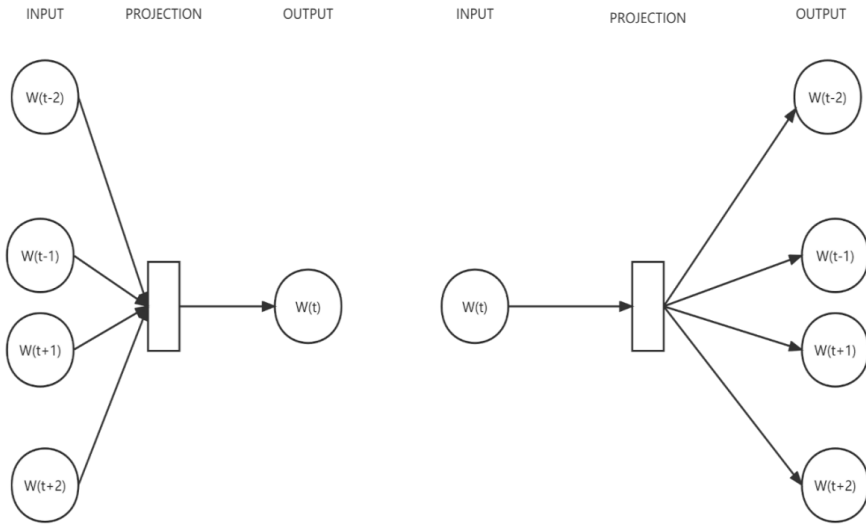 INPUT PROJECTION OUTPUT
W(t-2)
W(t-1)
W(t)
W(t+1)
W(t+2)
INPUT PROJECTION OUTPUT
W(t-2)
W(t-1)
W(t)
W(t+1)
W(t+2)